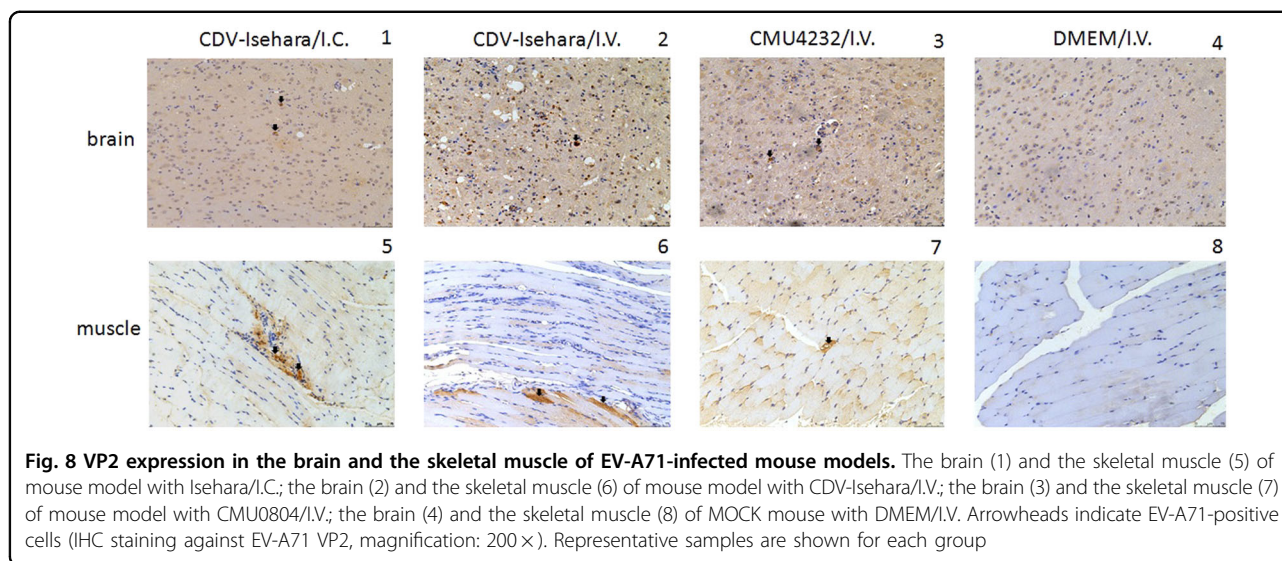 CDV-Isehara/I.C. 1 CDV-Isehara/I.V. 2 CMU4232/I.V. 3 DMEM/I.V. 4
brain
5 6 7 8
muscle
Fig. 8 VP2 expression in the brain and the skeletal muscle of EV-A71-infected mouse models. The brain (1) and the skeletal muscle (5) of
mouse model with Isehara/I.C.; the brain (2) and the skeletal muscle (6) of mouse model with CDV-Isehara/I.V.; the brain (3) and the skeletal muscle (7)
of mouse model with CMU0804/I.V.; the brain (4) and the skeletal muscle (8) of MOCK mouse with DMEM/I.V. Arrowheads indicate EV-A71-positive
cells (IHC staining against EV-A71 VP2, magnification: 200 ×). Representative samples are shown for each group